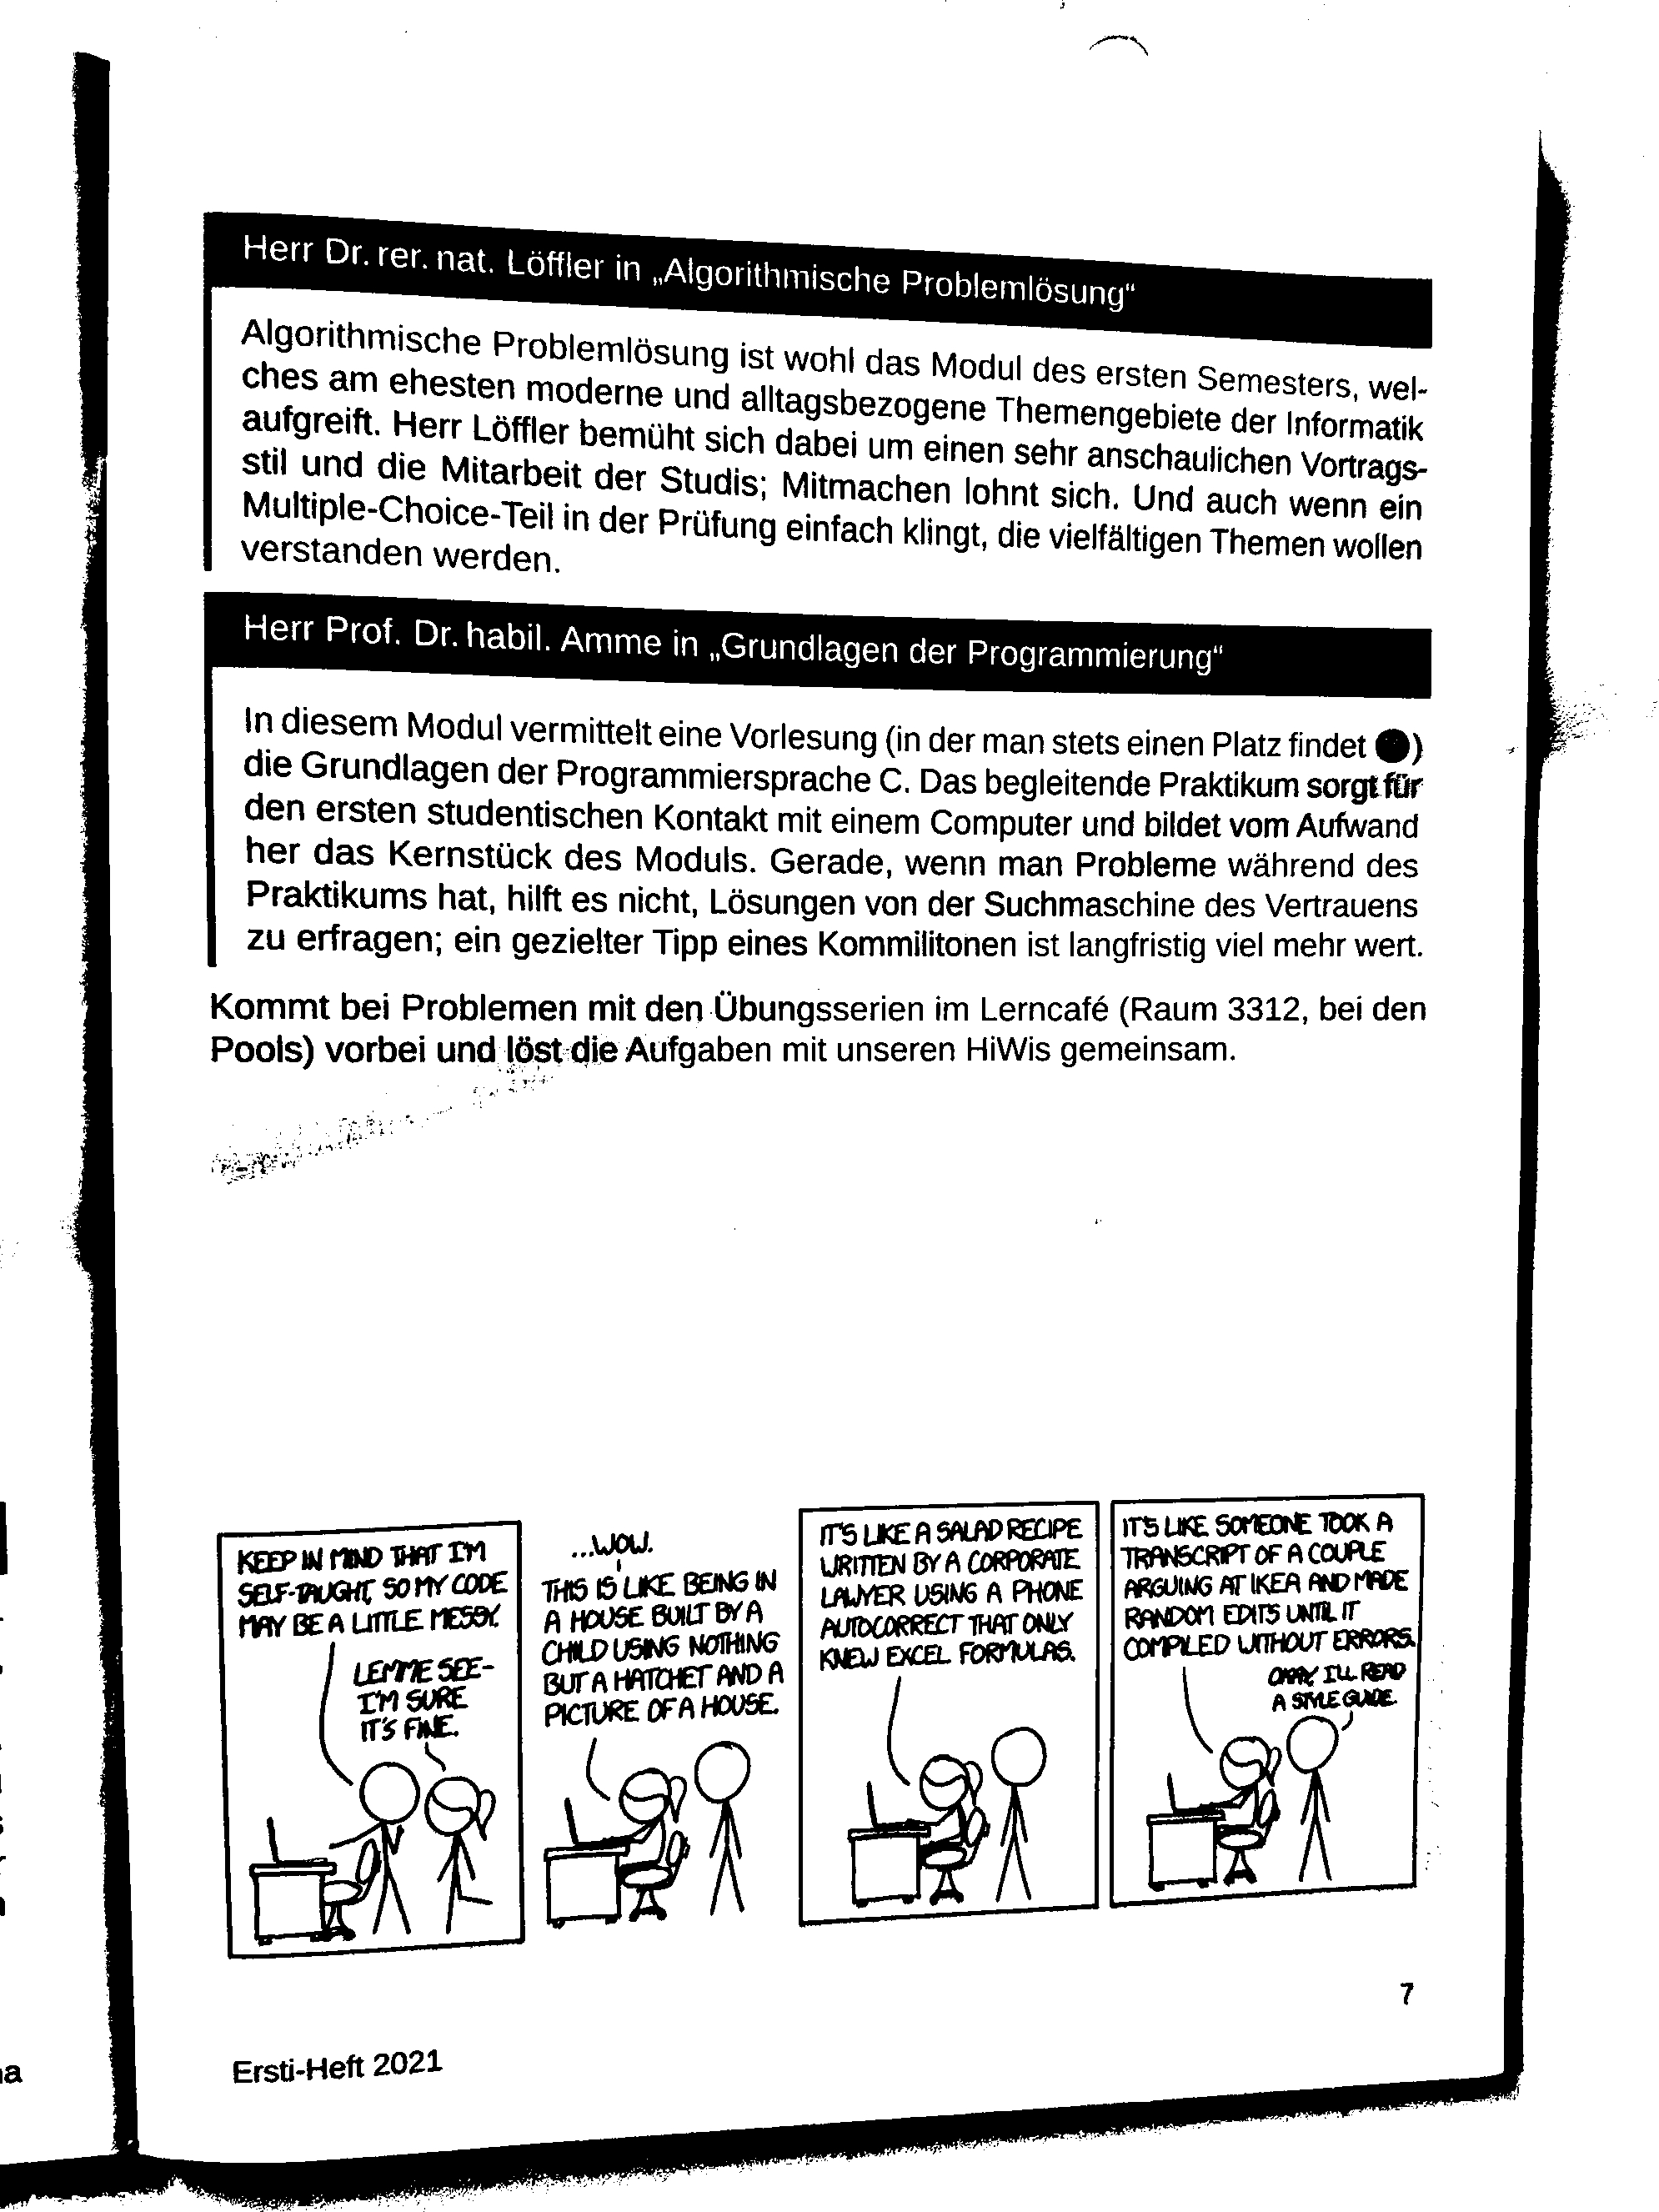 Herr Dr. rer. nat. Löffler in „Algorithmische Problemlösung“
Algorithmische Problemlösung ist wohl das Modul des ersten Semesters, wel-
ches am ehesten moderne und alltagsbezogene Themengebiete der Informatik
aufgreift. Herr Löffler bemüht sich dabei um einen sehr anschaulichen Vortrags-
stil und die Mitarbeit der Studis; Mitmachen lohnt sich. Und auch wenn ein
Multiple-Choice-Teil in der Prüfung einfach klingt, die vielfältigen Themen wollen
verstanden werden.
Herr Prof. Dr. habil. Amme in „Grundlagen der Programmierung“
In diesem Modul vermittelt eine Vorlesung (in der man stets einen Platz findet )
die Grundlagen der Programmiersprache C. Das begleitende Praktikum sorgt für
den ersten studentischen Kontakt mit einem Computer und bildet vom Aufwand
her das Kernstück des Moduls. Gerade, wenn man Probleme während des
Praktikums hat, hilft es nicht, Lösungen von der Suchmaschine des Vertrauens
zu erfragen; ein gezielter Tipp eines Kommilitonen ist langfristig viel mehr wert.
Kommt bei Problemen mit den Übungsserien im Lerncafé (Raum 3312, bei den
Pools) vorbei und löst die Aufgaben mit unseren HiWis gemeinsam.
KEEP IN MIND THAT I'M
SELF-TAUGHT, SO MY CODE
MAY BE A LITTLE MESSY.
LEMME SEE-
I'M SURE
IT'S FINE.
...WOW.
THIS IS LIKE BEING IN
A HOUSE BUILT BY A
CHILD USING NOTHING
BUT A HATCHET AND A
PICTURE OF A HOUSE.
IT'S LIKE A SALAD RECIPE
WRITTEN BY A CORPORATE
LAWYER USING A PHONE
AUTOCORRECT THAT ONLY
KNEW EXCEL FORMULAS.
IT'S LIKE SOMEONE TOOK A
TRANSCRIPT OF A COUPLE
ARGUING AT IKEA AND MADE
RANDOM EDITS UNTIL IT
COMPILED WITHOUT ERRORS.
OKAY, I'LL READ
A STYLE GUIDE.
7
Ersti-Heft 2021